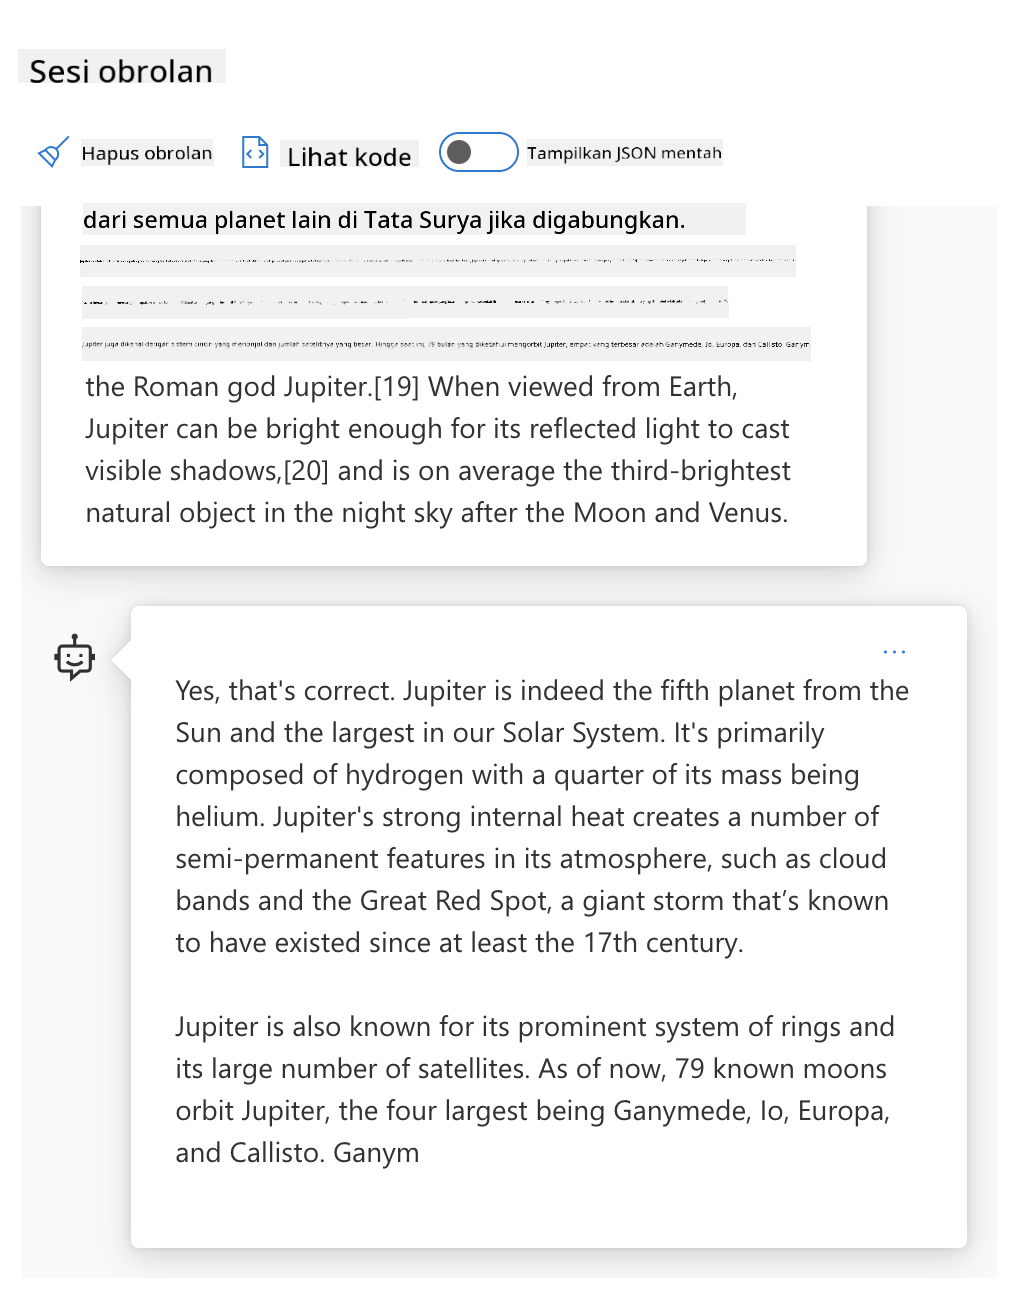 Sesi obrolan
Hapus obrolan
Lihat kode
Tampilkan JSON mentah
dari semua planet lain di Tata Surya jika digabungkan.
Jupiter juga dikenal dengan sistem cincin yang menonjol dan jumlah satelitnya yang besar. Hingga saat ini, 79 bulan yang diketahui mengorbit Jupiter, empat yang terbesar adalah Ganymede, Io, Europa, dan Callisto. Ganym
the Roman god Jupiter.[19] When viewed from Earth,
Jupiter can be bright enough for its reflected light to cast
visible shadows,[20] and is on average the third-brightest
natural object in the night sky after the Moon and Venus.
...
Yes, that's correct. Jupiter is indeed the fifth planet from the
Sun and the largest in our Solar System. It's primarily
composed of hydrogen with a quarter of its mass being
helium. Jupiter's strong internal heat creates a number of
semi-permanent features in its atmosphere, such as cloud
bands and the Great Red Spot, a giant storm that’s known
to have existed since at least the 17th century.
Jupiter is also known for its prominent system of rings and
its large number of satellites. As of now, 79 known moons
orbit Jupiter, the four largest being Ganymede, Io, Europa,
and Callisto. Ganym